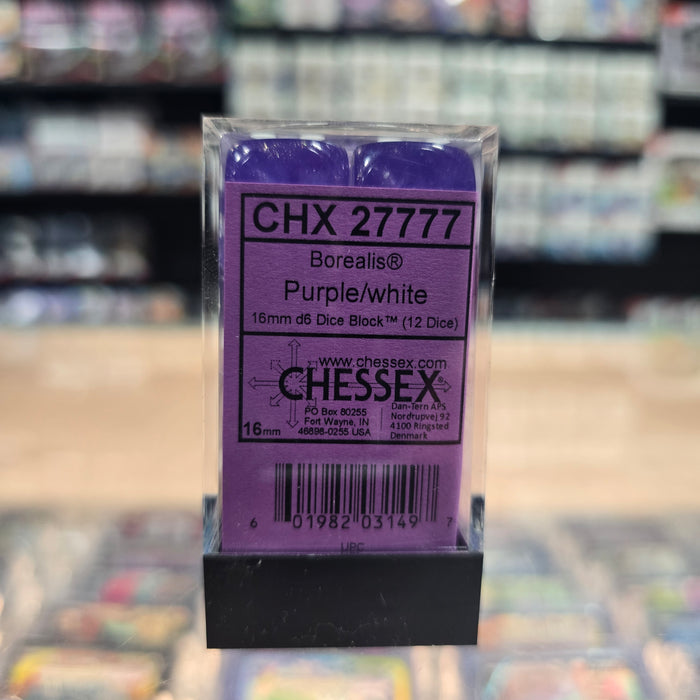 CHX 27777
Borealis®
Purple/white
16mm d6 Dice Block™ (12 Dice)
www.chessex.com
CHESSEX®
PO Box 80255
Fort Wayne, IN
46898-0255 USA
Dan-Tern APS
Nordrupvej 92
4100 Ringsted
Denmark
16mm
6 01982 03149 7
UPC